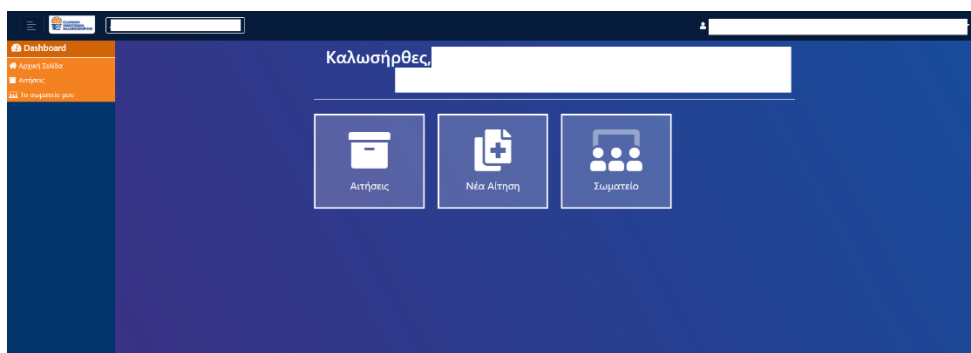 Dashboard
Αρχική Σελίδα
Αιτήσεις
Το σωματείο μου
Καλωσήρθες,
Αιτήσεις
Νέα Αίτηση
Σωματείο